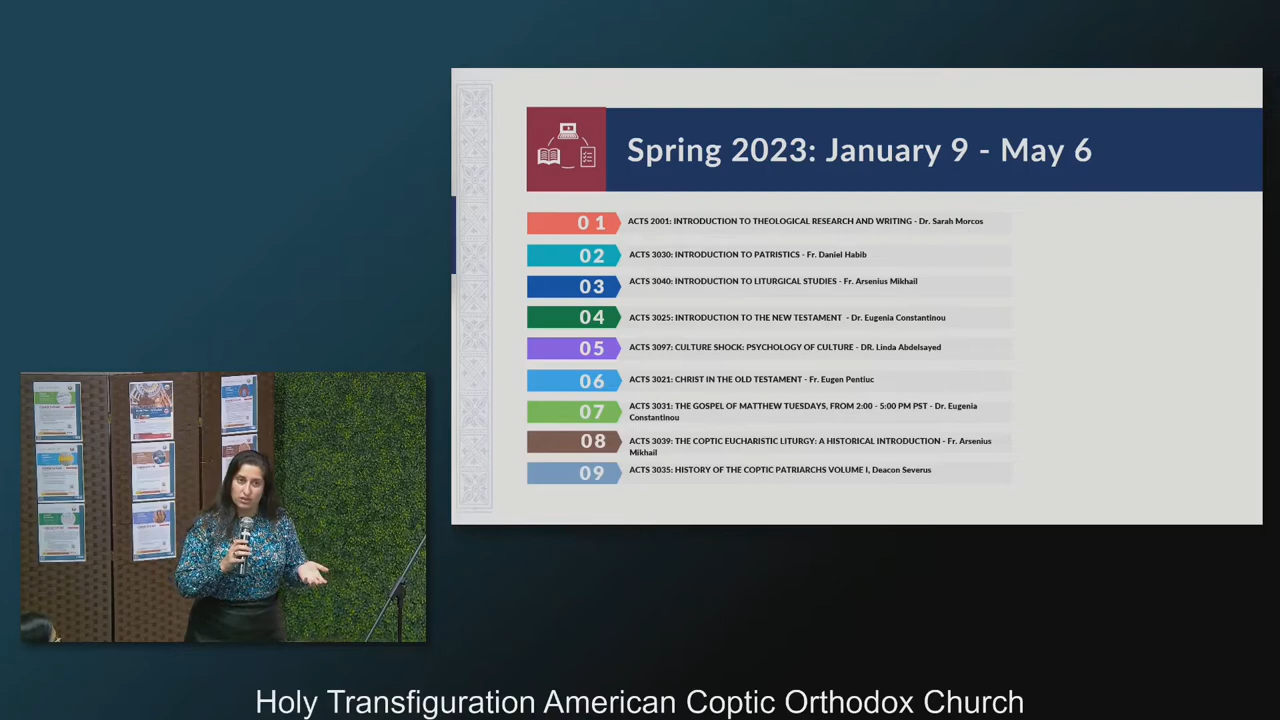 Spring 2023: January 9 - May 6
01 ACTS 2001: INTRODUCTION TO THEOLOGICAL RESEARCH AND WRITING - Dr. Sarah Morcos
02 ACTS 3030: INTRODUCTION TO PATRISTICS - Fr. Daniel Habib
03 ACTS 3040: INTRODUCTION TO LITURGICAL STUDIES - Fr. Arsenius Mikhail
04 ACTS 3025: INTRODUCTION TO THE NEW TESTAMENT - Dr. Eugenia Constantinou
05 ACTS 3097: CULTURE SHOCK: PSYCHOLOGY OF CULTURE - DR. Linda Abdelsayed
06 ACTS 3021: CHRIST IN THE OLD TESTAMENT - Fr. Eugen Pentiuc
07 ACTS 3031: THE GOSPEL OF MATTHEW TUESDAYS, FROM 2:00 - 5:00 PM PST - Dr. Eugenia
Constantinou
08 ACTS 3039: THE COPTIC EUCHARISTIC LITURGY: A HISTORICAL INTRODUCTION - Fr. Arsenius
Mikhail
09 ACTS 3035: HISTORY OF THE COPTIC PATRIARCHS VOLUME I, Deacon Severus
Holy Transfiguration American Coptic Orthodox Church